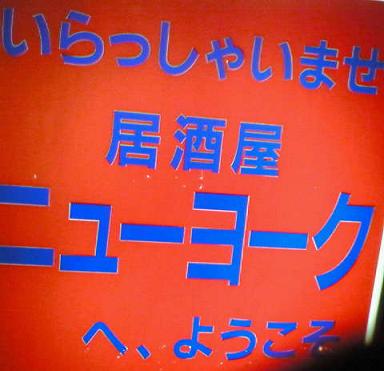 いらっしゃいませ
居酒屋
ニューヨーク
へ、ようこそ